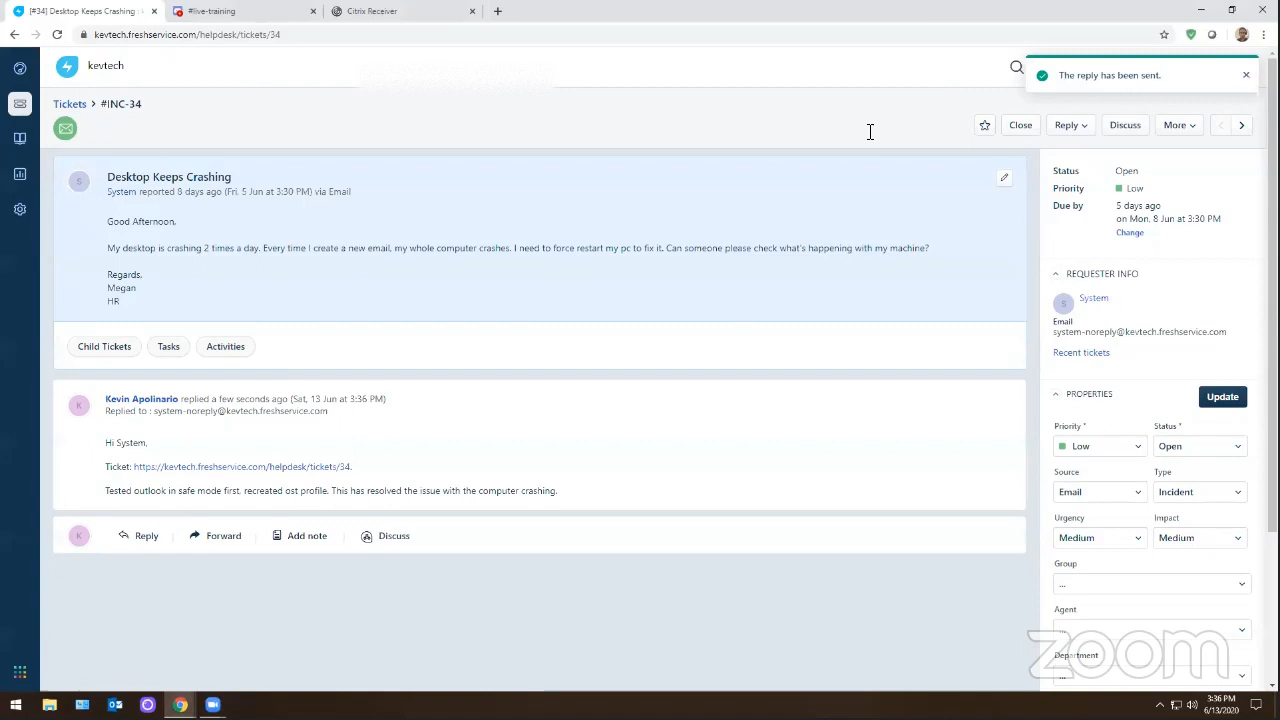 [#34] Desktop Keeps Crashing :
#live-training
Citrix Receiver
kevtech.freshservice.com/helpdesk/tickets/34
kevtech
The reply has been sent.
Tickets > #INC-34
Close
Reply
Discuss
More
S
Desktop Keeps Crashing
System reported 8 days ago (Fri, 5 Jun at 3:30 PM) via Email
Good Afternoon,
My desktop is crashing 2 times a day. Every time I create a new email, my whole computer crashes. I need to force restart my pc to fix it. Can someone please check what's happening with my machine?
Regards,
Megan
HR
Child Tickets
Tasks
Activities
K
Kevin Apolinario replied a few seconds ago (Sat, 13 Jun at 3:36 PM)
Replied to : system-noreply@kevtech.freshservice.com
Hi System,
Ticket: https://kevtech.freshservice.com/helpdesk/tickets/34.
Tested outlook in safe mode first, recreated ost profile. This has resolved the issue with the computer crashing.
K
Reply
Forward
Add note
Discuss
Status Open
Priority Low
Due by 5 days ago
on Mon, 8 Jun at 3:30 PM
Change
REQUESTER INFO
S
System
Email
system-noreply@kevtech.freshservice.com
Recent tickets
PROPERTIES
Update
Priority * Status *
Low Open
Source Type
Email Incident
Urgency Impact
Medium Medium
Group
...
Agent
...
Department
...
zoom
3:36 PM
6/13/2020